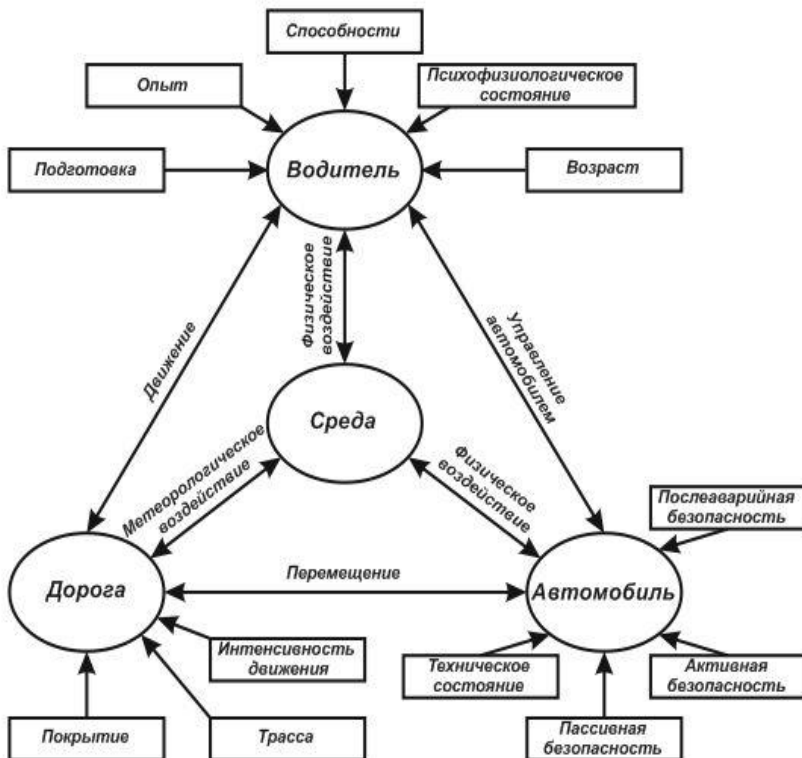 Способности
Опыт
Психофизиологическое
состояние
Подготовка
Водитель
Возраст
Движение
Физическое
воздействие
Управление
автомобилем
Среда
Метеорологическое
воздействие
Физическое
воздействие
Послеаварийная
безопасность
Дорога
Перемещение
Автомобиль
Интенсивность
движения
Техническое
состояние
Активная
безопасность
Покрытие
Трасса
Пассивная
безопасность